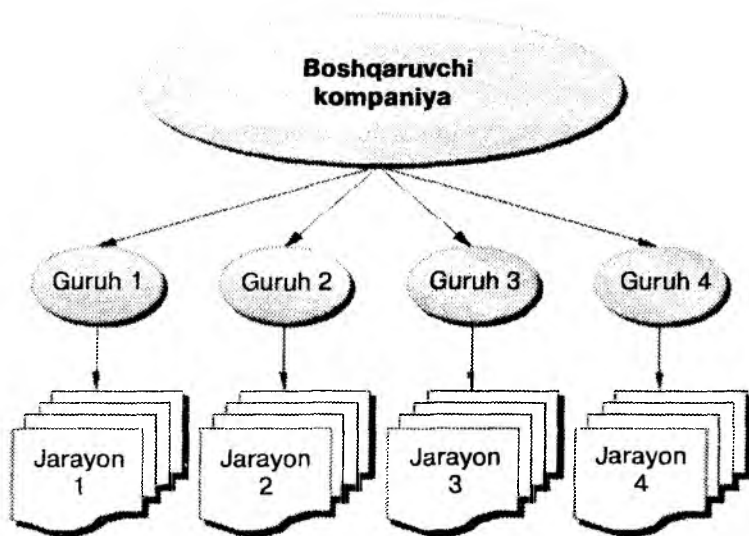 Boshqaruvchi
kompaniya
Guruh 1
Guruh 2
Guruh 3
Guruh 4
Jarayon
1
Jarayon
2
Jarayon
3
Jarayon
4